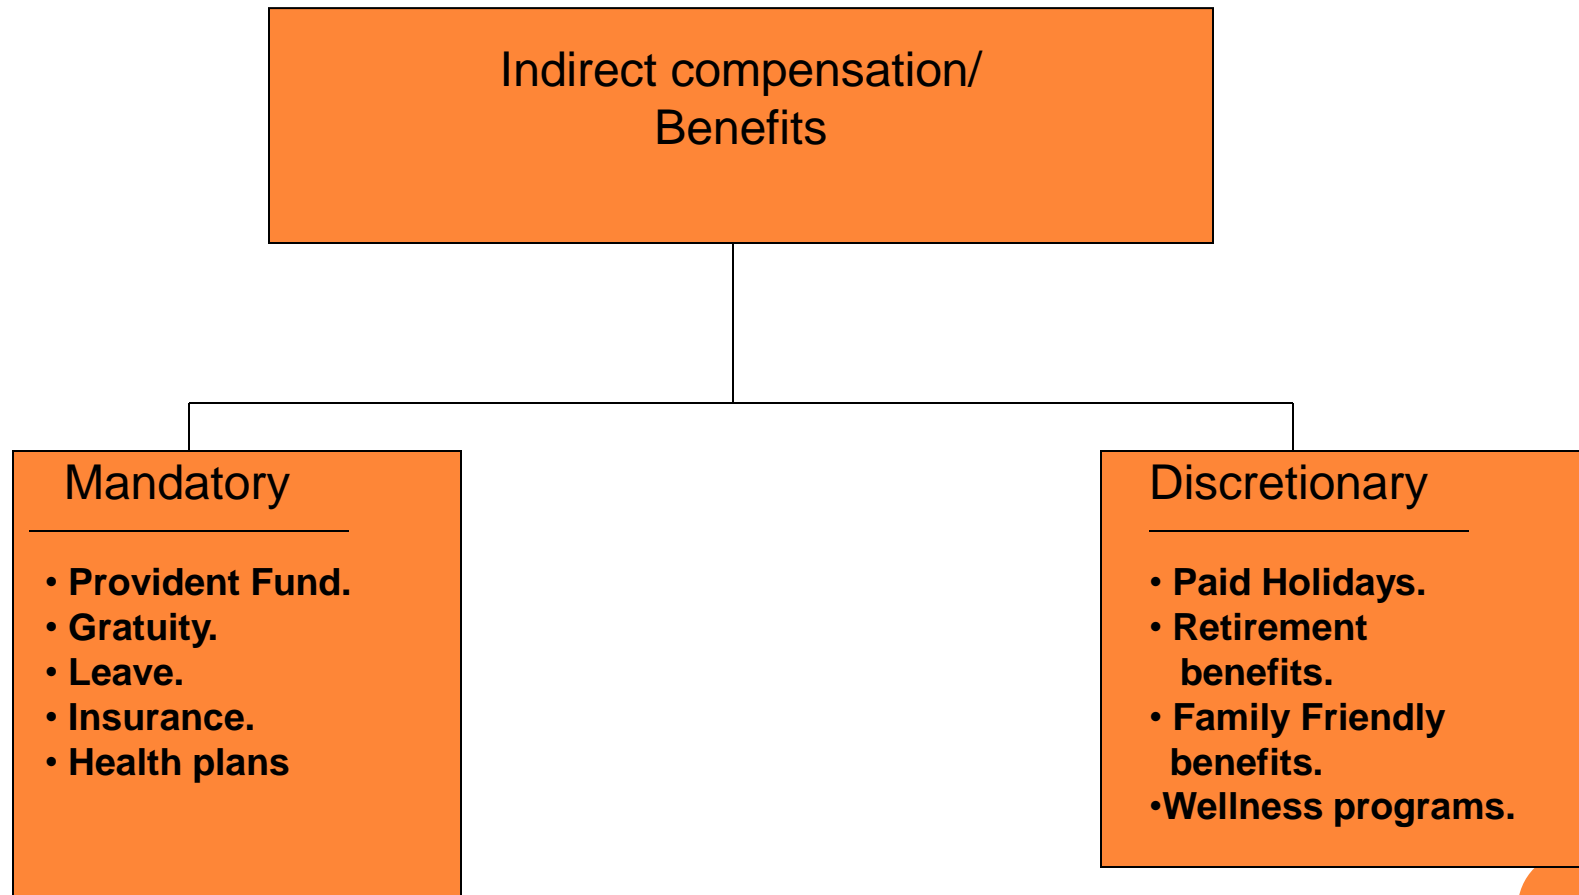 Indirect compensation/
Benefits
Mandatory
• Provident Fund.
• Gratuity.
• Leave.
• Insurance.
• Health plans
Discretionary
• Paid Holidays.
• Retirement
benefits.
• Family Friendly
benefits.
•Wellness programs.